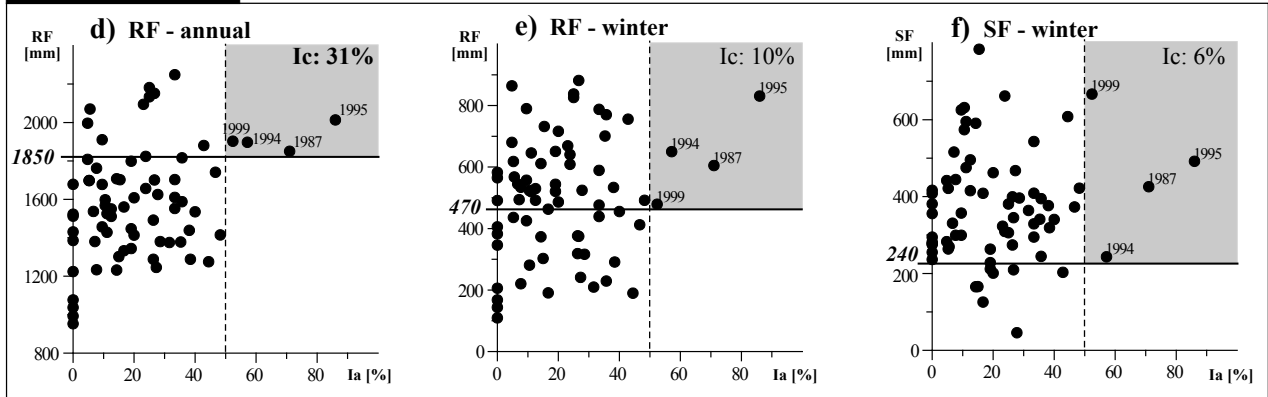 d) RF - annual
RF
[mm]
Ic: 31%
2000
1850
1600
1200
800
1999
1994
1987
1995
0 20 40 60 80 Ia [%]
e) RF - winter
RF
[mm]
Ic: 10%
800
600
470
400
200
0
1994
1987
1995
1999
0 20 40 60 80 Ia [%]
f) SF - winter
SF
[mm]
Ic: 6%
600
400
240
200
0
1999
1995
1987
1994
0 20 40 60 80 Ia [%]